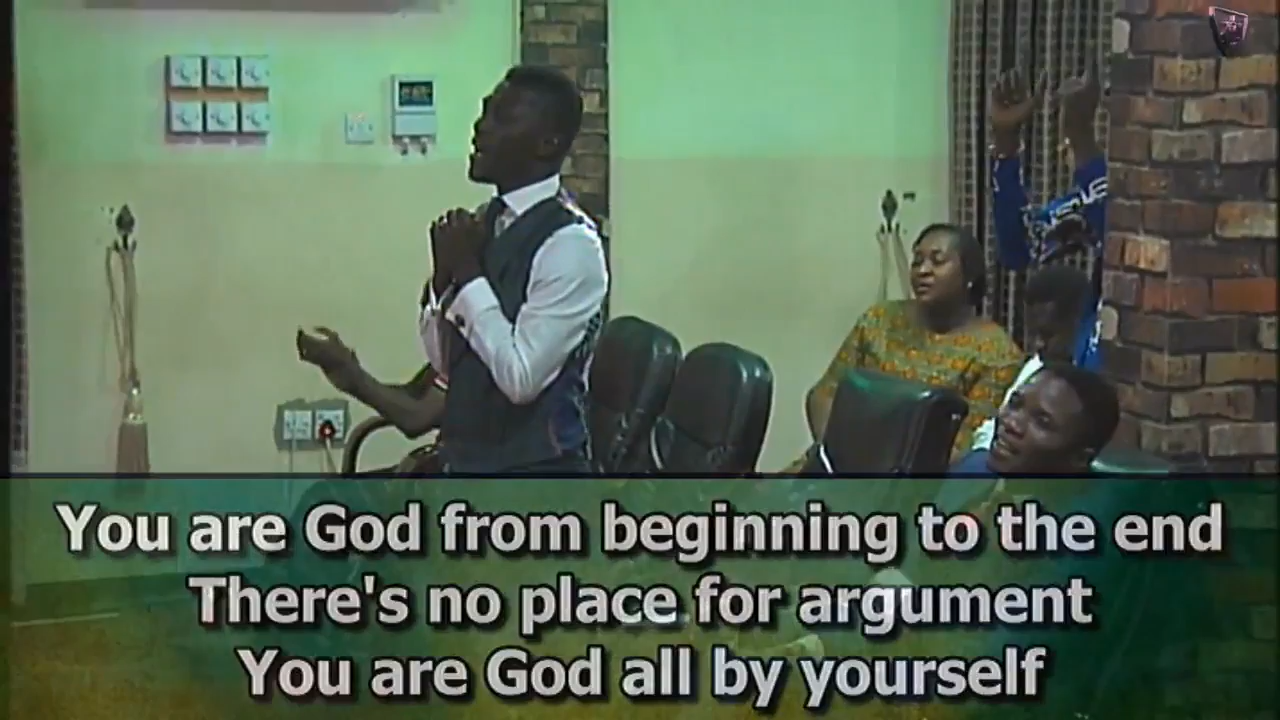 You are God from beginning to the end
There's no place for argument
You are God all by yourself